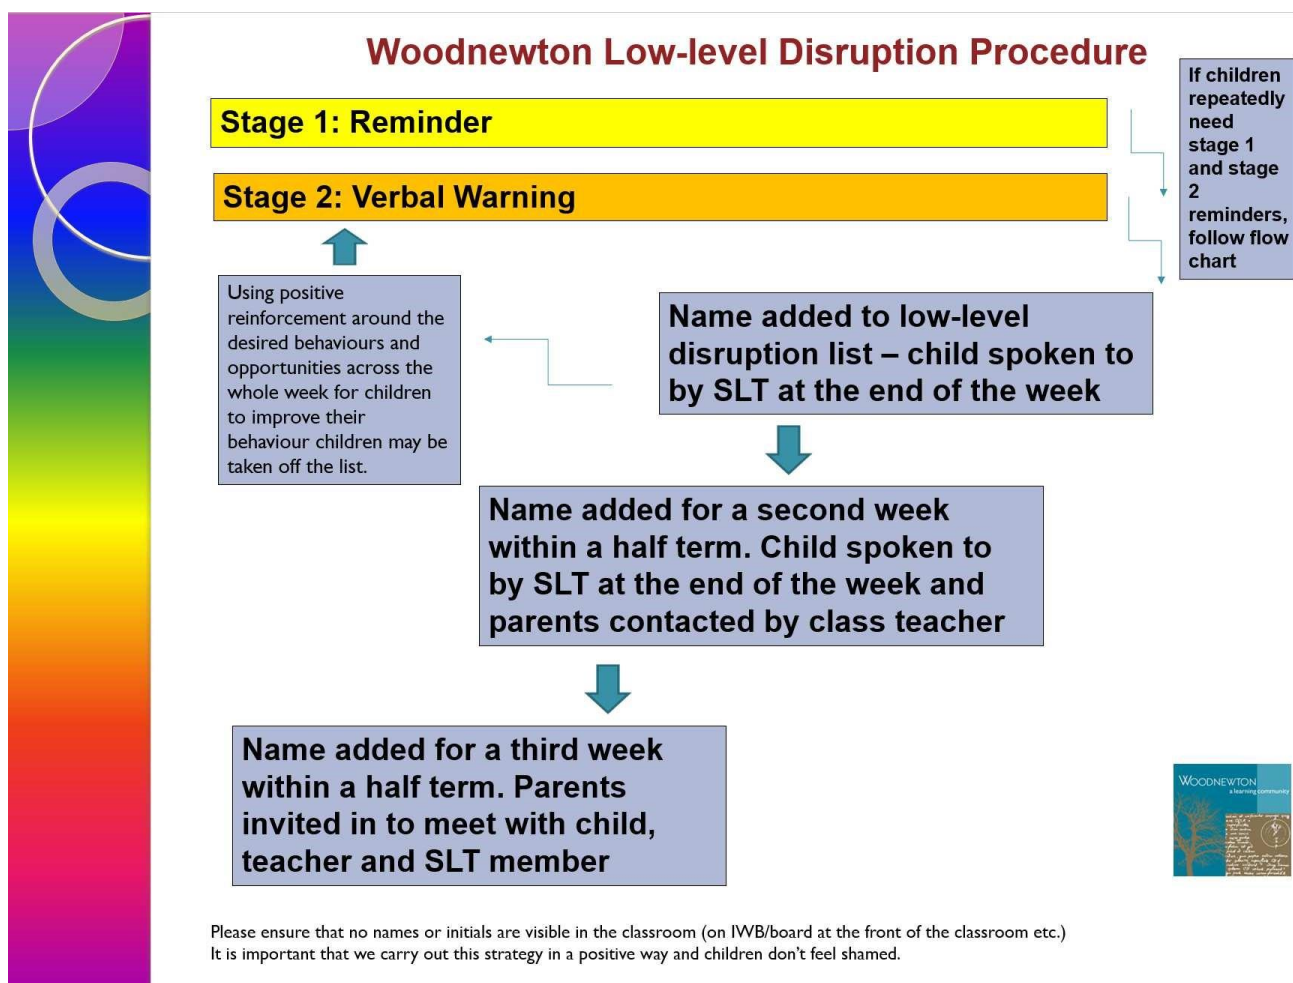 Woodnewton Low-level Disruption Procedure
If children
repeatedly
need
stage 1
and stage
2
reminders,
follow flow
chart
Stage 1: Reminder
Stage 2: Verbal Warning
Using positive
reinforcement around the
desired behaviours and
opportunities across the
whole week for children
to improve their
behaviour children may be
taken off the list.
Name added to low-level
disruption list – child spoken to
by SLT at the end of the week
Name added for a second week
within a half term. Child spoken to
by SLT at the end of the week and
parents contacted by class teacher
Name added for a third week
within a half term. Parents
invited in to meet with child,
teacher and SLT member
WOODNEWTON
a learning community
Please ensure that no names or initials are visible in the classroom (on IWB/board at the front of the classroom etc.)
It is important that we carry out this strategy in a positive way and children don't feel shamed.